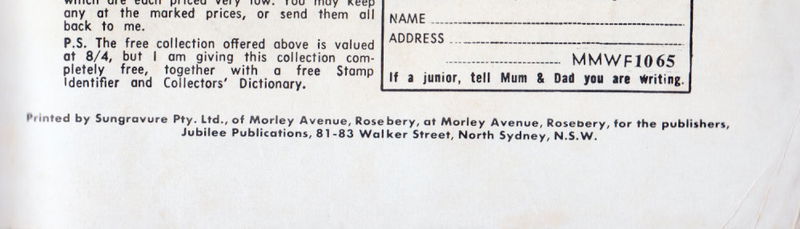 which are each priced very low. You may keep
any at the marked prices, or send them all
back to me.
P.S. The free collection offered above is valued
at 8/4, but I am giving this collection com-
pletely free, together with a free Stamp
Identifier and Collectors' Dictionary.
NAME
ADDRESS
MMWF1065
If a junior, tell Mum & Dad you are writing.
Printed by Sungravure Pty. Ltd., of Morley Avenue, Rosebery, at Morley Avenue, Rosebery, for the publishers,
Jubilee Publications, 81-83 Walker Street, North Sydney, N.S.W.